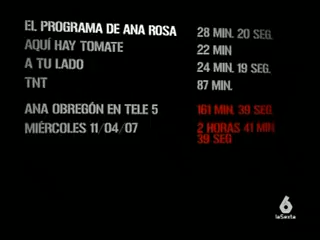 EL PROGRAMA DE ANA ROSA 28 MIN. 20 SEG.
AQUÍ HAY TOMATE 22 MIN
A TU LADO 24 MIN. 19 SEG.
TNT 87 MIN.
ANA OBREGÓN EN TELE 5 161 MIN. 39 SEG.
MIÉRCOLES 11/04/07 2 HORAS 41 MIN
39 SEG
6
laSexta